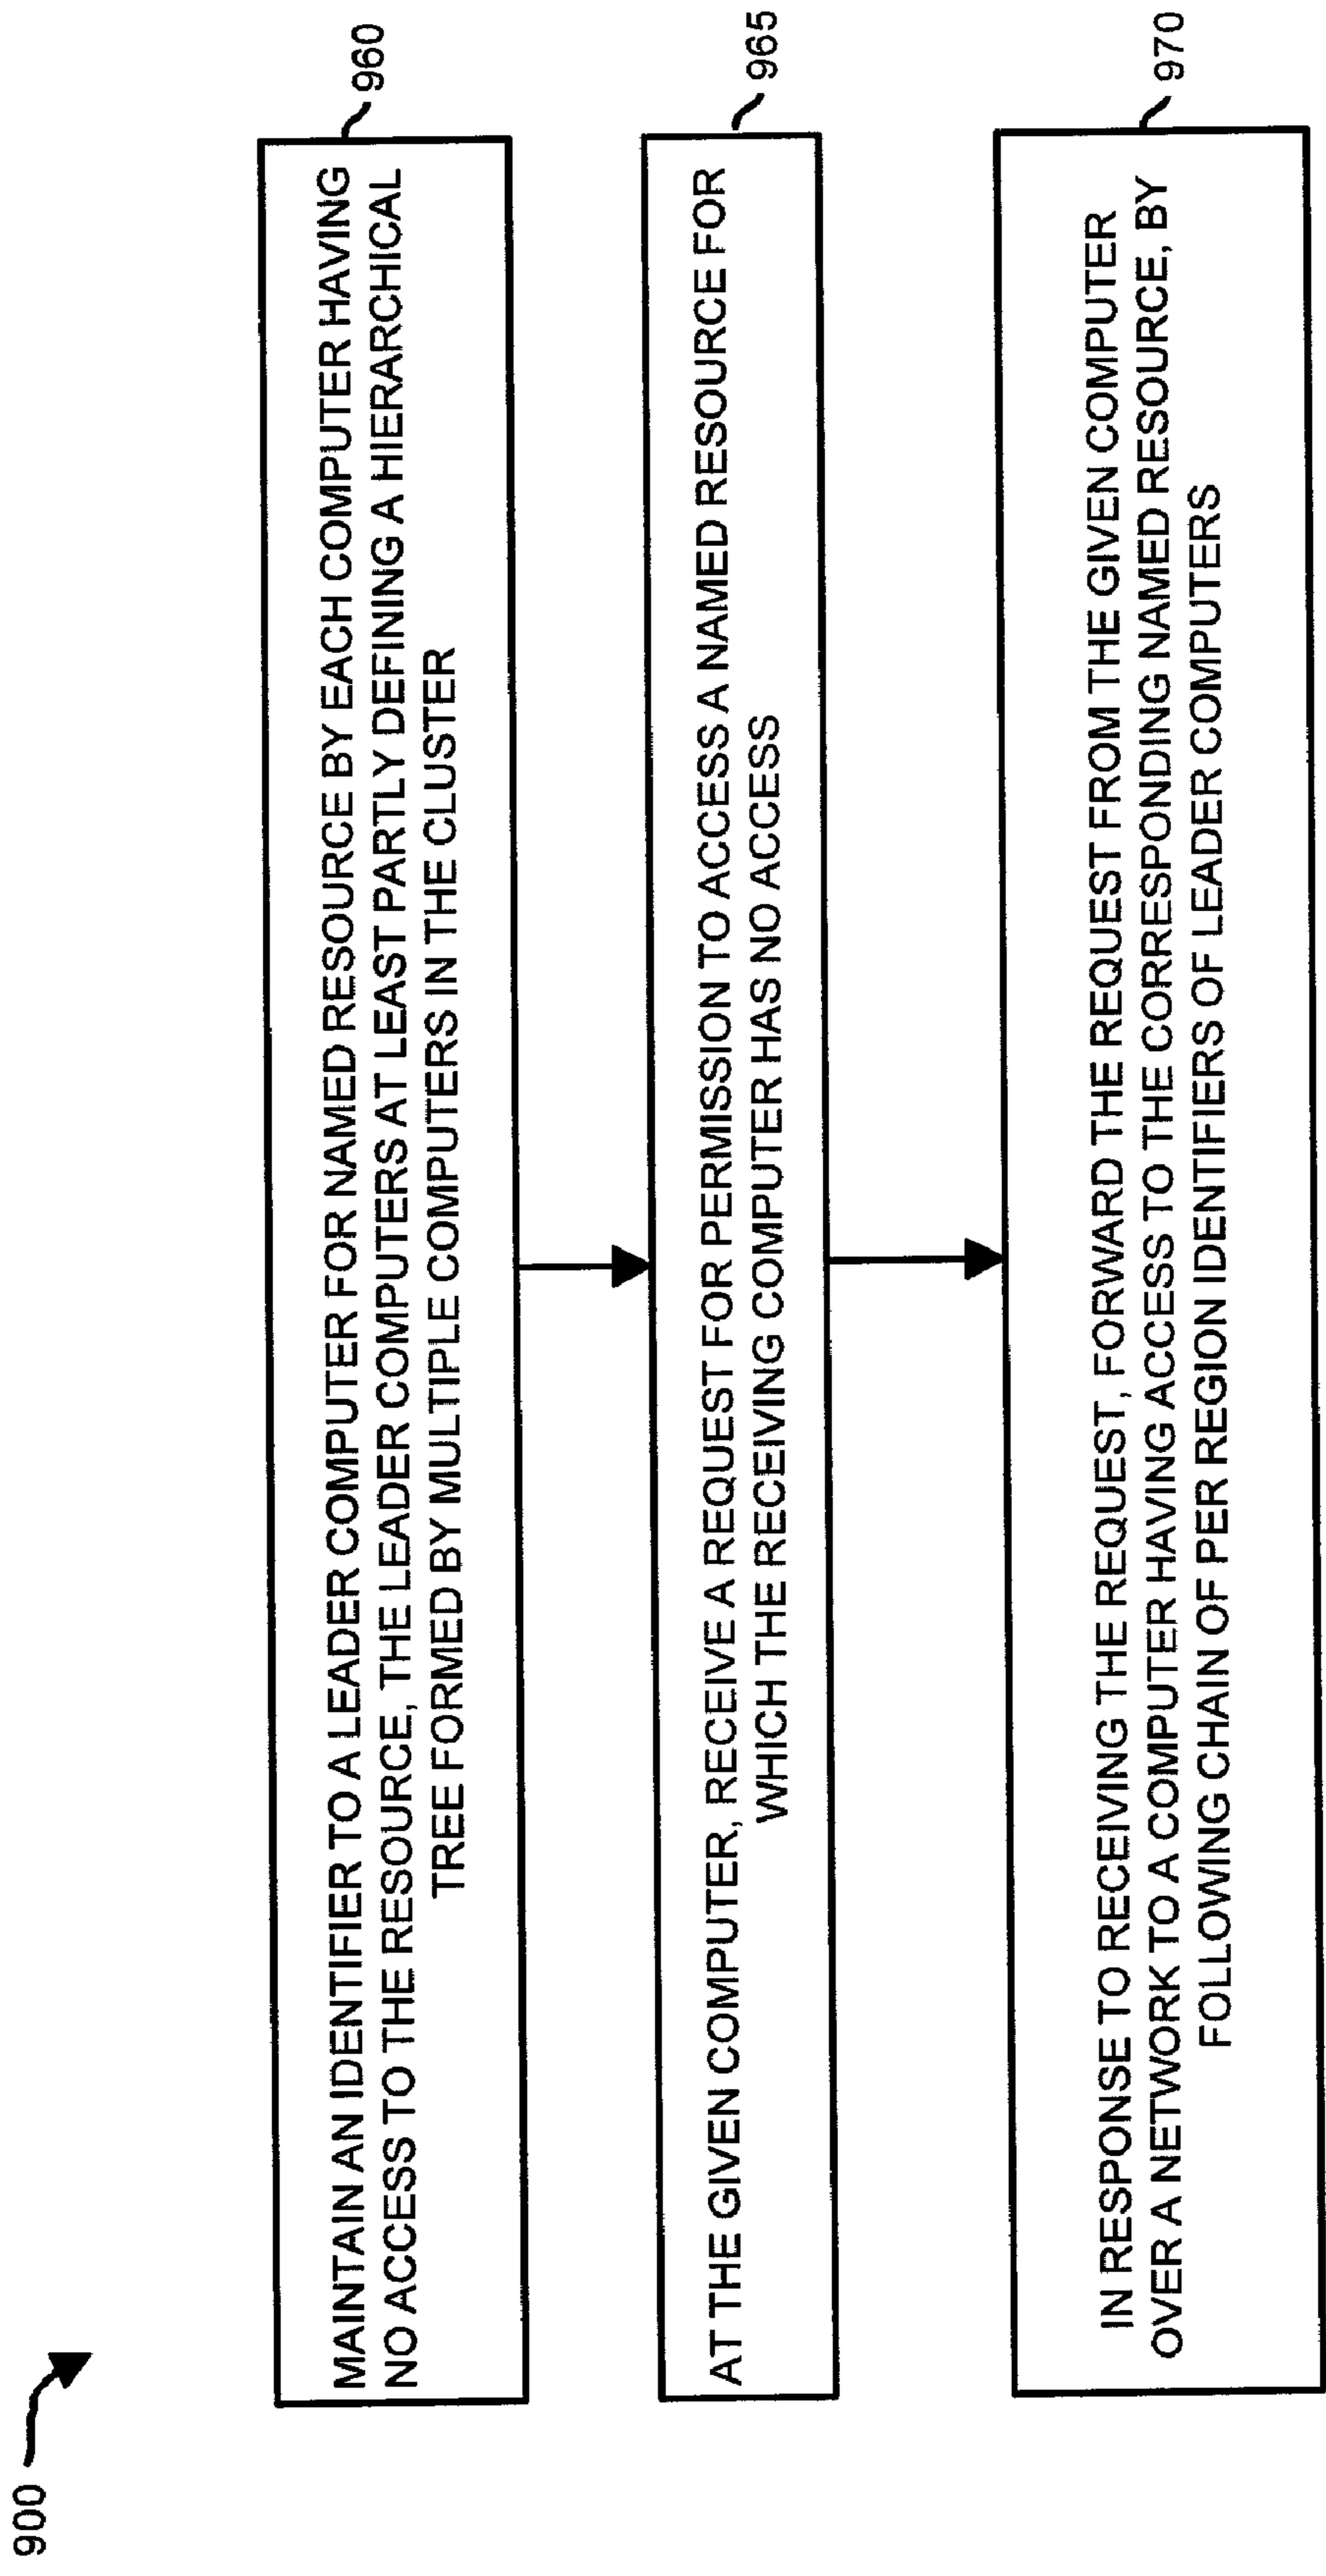 900
MAINTAIN AN IDENTIFIER TO A LEADER COMPUTER FOR NAMED RESOURCE BY EACH COMPUTER HAVING
NO ACCESS TO THE RESOURCE, THE LEADER COMPUTERS AT LEAST PARTLY DEFINING A HIERARCHICAL
TREE FORMED BY MULTIPLE COMPUTERS IN THE CLUSTER
960
AT THE GIVEN COMPUTER, RECEIVE A REQUEST FOR PERMISSION TO ACCESS A NAMED RESOURCE FOR
WHICH THE RECEIVING COMPUTER HAS NO ACCESS
965
IN RESPONSE TO RECEIVING THE REQUEST, FORWARD THE REQUEST FROM THE GIVEN COMPUTER
OVER A NETWORK TO A COMPUTER HAVING ACCESS TO THE CORRESPONDING NAMED RESOURCE, BY
FOLLOWING CHAIN OF PER REGION IDENTIFIERS OF LEADER COMPUTERS
970